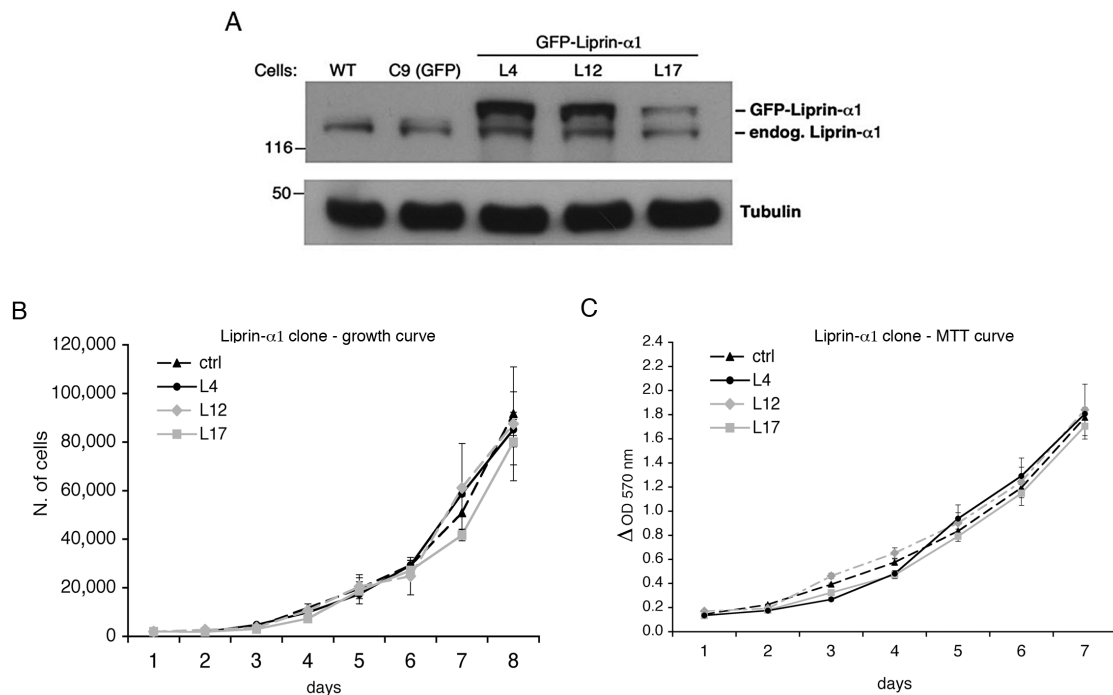 A
GFP-Liprin-α1
Cells: WT C9 (GFP) L4 L12 L17
GFP-Liprin-α1
endog. Liprin-α1
116
50
Tubulin
B
Liprin-α1 clone - growth curve
120,000
100,000
80,000
60,000
40,000
20,000
0
N. of cells
ctrl
L4
L12
L17
1 2 3 4 5 6 7 8
days
C
Liprin-α1 clone - MTT curve
2.4
2.2
2.0
1.8
1.6
1.4
1.2
1.0
0.8
0.6
0.4
0.2
0.0
Δ OD 570 nm
ctrl
L4
L12
L17
1 2 3 4 5 6 7
days